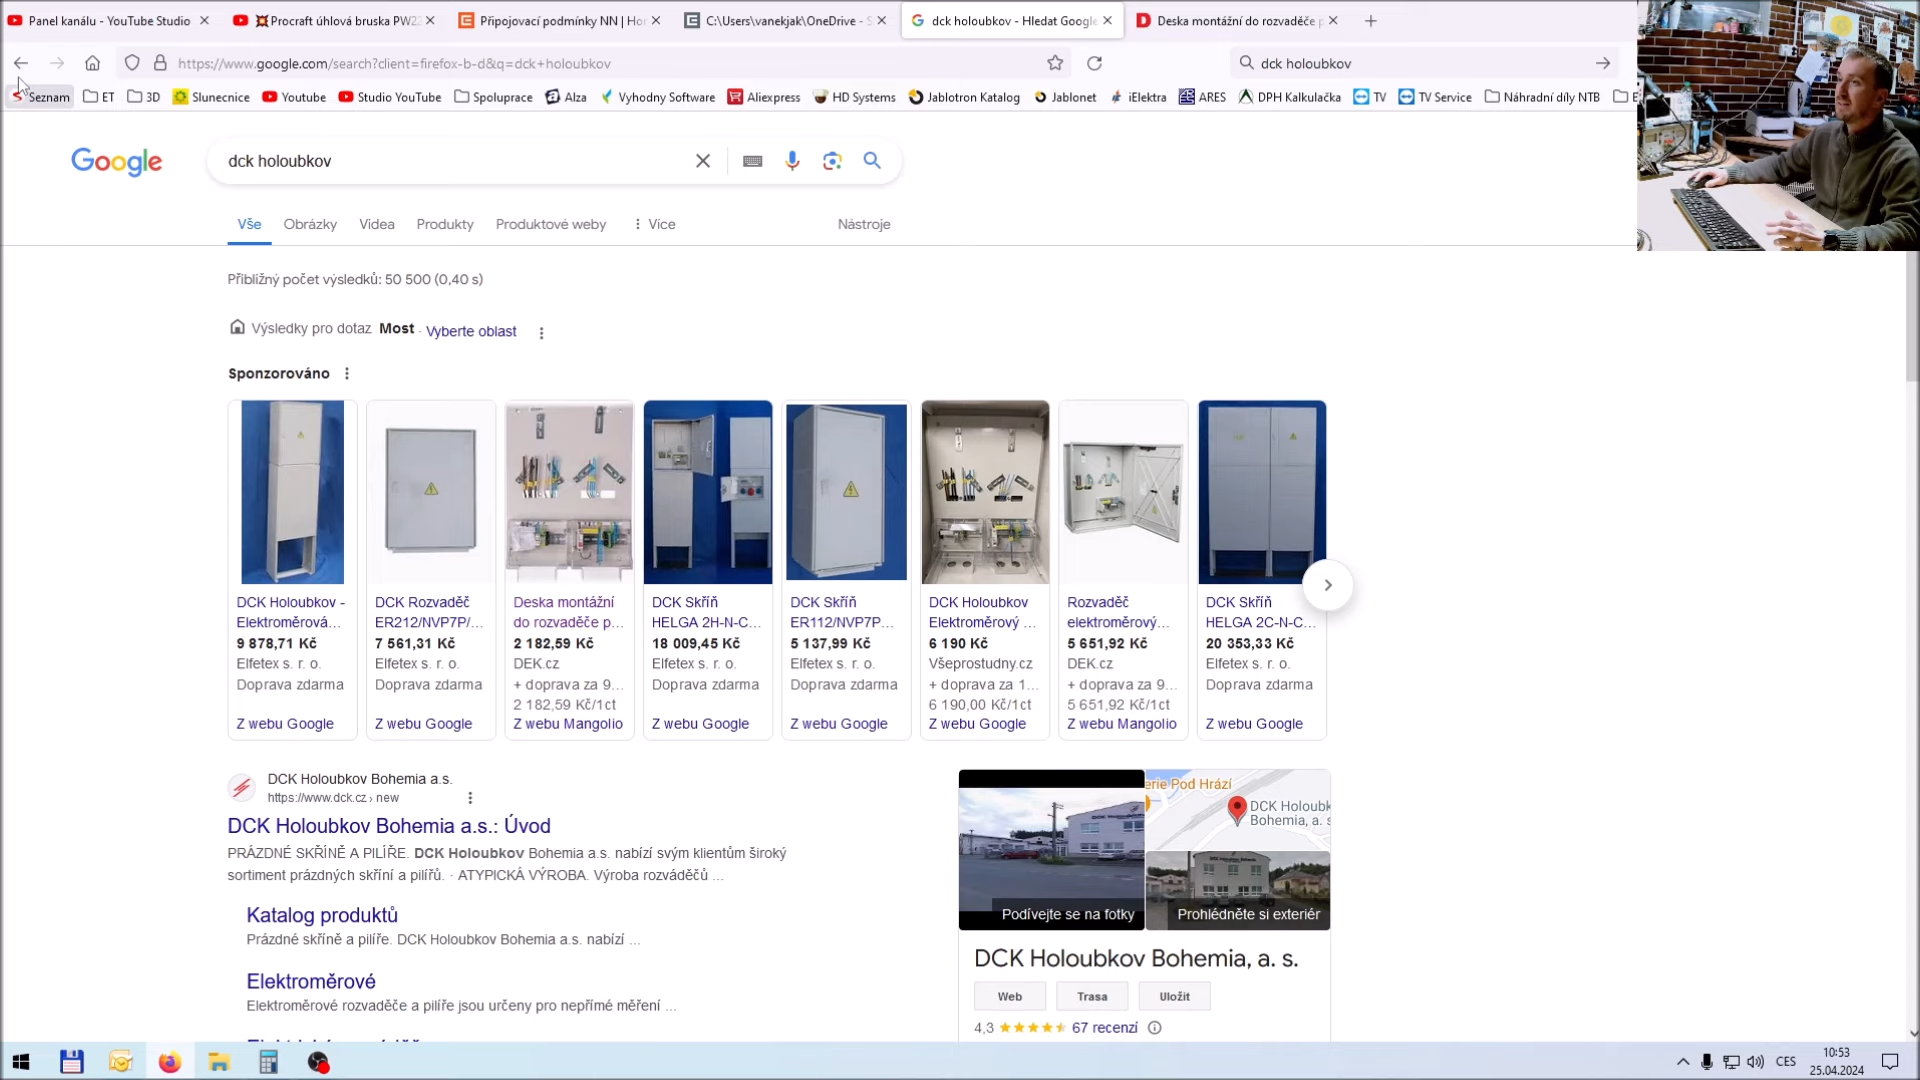 Panel kanálu - YouTube Studio
Procraft úhlová bruska PW22
Připojovací podmínky NN | Hor
C:\Users\vanekjak\OneDrive - S
dck holoubkov - Hledat Google
Deska montážní do rozvaděče p
https://www.google.com/search?client=firefox-b-d&q=dck+holoubkov
dck holoubkov
Seznam
ET
3D
Slunecnice
Youtube
Studio YouTube
Spoluprace
Alza
Vyhodny Software
Aliexpress
HD Systems
Jablotron Katalog
Jablonet
iElektra
ARES
DPH Kalkulačka
TV
TV Service
Náhradní díly NTB
E
Google
dck holoubkov
Vše
Obrázky
Videa
Produkty
Produktové weby
Více
Nástroje
Přibližný počet výsledků: 50 500 (0,40 s)
Výsledky pro dotaz Most · Vyberte oblast
Sponzorováno
DCK Holoubkov -
Elektroměrová...
9 878,71 Kč
Elfetex s. r. o.
Doprava zdarma
Z webu Google
DCK Rozvaděč
ER212/NVP7P/...
7 561,31 Kč
Elfetex s. r. o.
Doprava zdarma
Z webu Google
Deska montážní
do rozvaděče p...
2 182,59 Kč
DEK.cz
+ doprava za 9...
2 182,59 Kč/1ct
Z webu Mangolio
DCK Skříň
HELGA 2H-N-C...
18 009,45 Kč
Elfetex s. r. o.
Doprava zdarma
Z webu Google
DCK Skříň
ER112/NVP7P...
5 137,99 Kč
Elfetex s. r. o.
Doprava zdarma
Z webu Google
DCK Holoubkov
Elektroměrový ...
6 190 Kč
Všeprostudny.cz
+ doprava za 1...
6 190,00 Kč/1ct
Z webu Google
Rozvaděč
elektroměrový...
5 651,92 Kč
DEK.cz
+ doprava za 9...
5 651,92 Kč/1ct
Z webu Mangolio
DCK Skříň
HELGA 2C-N-C...
20 353,33 Kč
Elfetex s. r. o.
Doprava zdarma
Z webu Google
DCK Holoubkov Bohemia a.s.
https://www.dck.cz › new
DCK Holoubkov Bohemia a.s.: Úvod
PRÁZDNÉ SKŘÍNĚ A PILÍŘE. DCK Holoubkov Bohemia a.s. nabízí svým klientům široký
sortiment prázdných skříní a pilířů. · ATYPICKÁ VÝROBA. Výroba rozváděčů ...
Katalog produktů
Prázdné skříně a pilíře. DCK Holoubkov Bohemia a.s. nabízí ...
Elektroměrové
Elektroměrové rozvaděče a pilíře jsou určeny pro nepřímé měření ...
erie Pod Hrází
DCK Holoubk
Bohemia, a. s
Podívejte se na fotky
Prohlédněte si exteriér
DCK Holoubkov Bohemia, a. s.
Web
Trasa
Uložit
4,3
67 recenzí
CES
10:53
25.04.2024